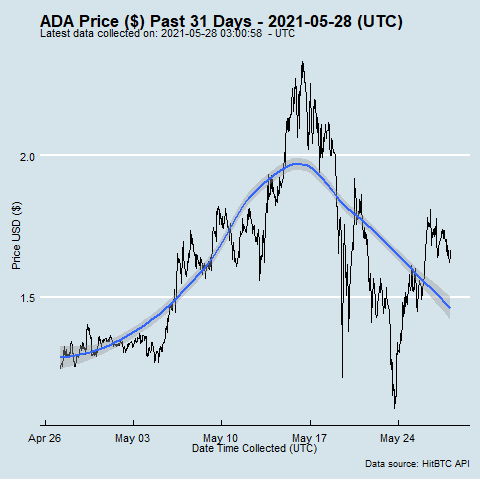 ADA Price ($) Past 31 Days - 2021-05-28 (UTC)
Latest data collected on: 2021-05-28 03:00:58  - UTC
Price USD ($)
2.0
1.5
Apr 26 May 03 May 10 May 17 May 24
Date Time Collected (UTC)
Data source: HitBTC API